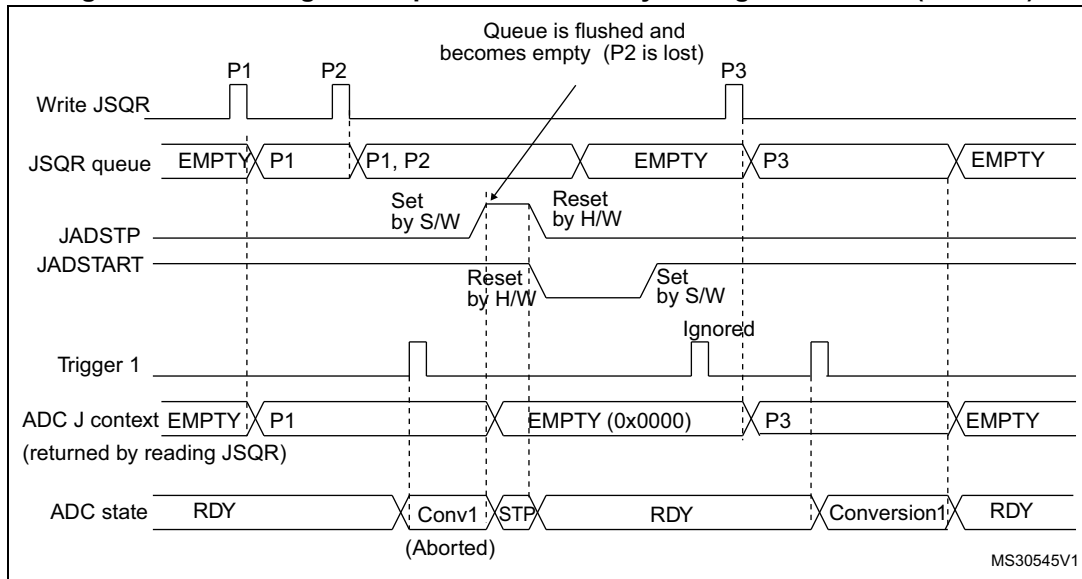 Queue is flushed and
becomes empty (P2 is lost)
P1
P2
P3
Write JSQR
JSQR queue
EMPTY
P1
P1, P2
EMPTY
P3
EMPTY
Set
by S/W
Reset
by H/W
JADSTP
JADSTART
Reset
by H/W
Set
by S/W
Ignored
Trigger 1
ADC J context
EMPTY
P1
EMPTY (0x0000)
P3
EMPTY
(returned by reading JSQR)
ADC state
RDY
Conv1
STP
RDY
Conversion1
RDY
(Aborted)
MS30545V1